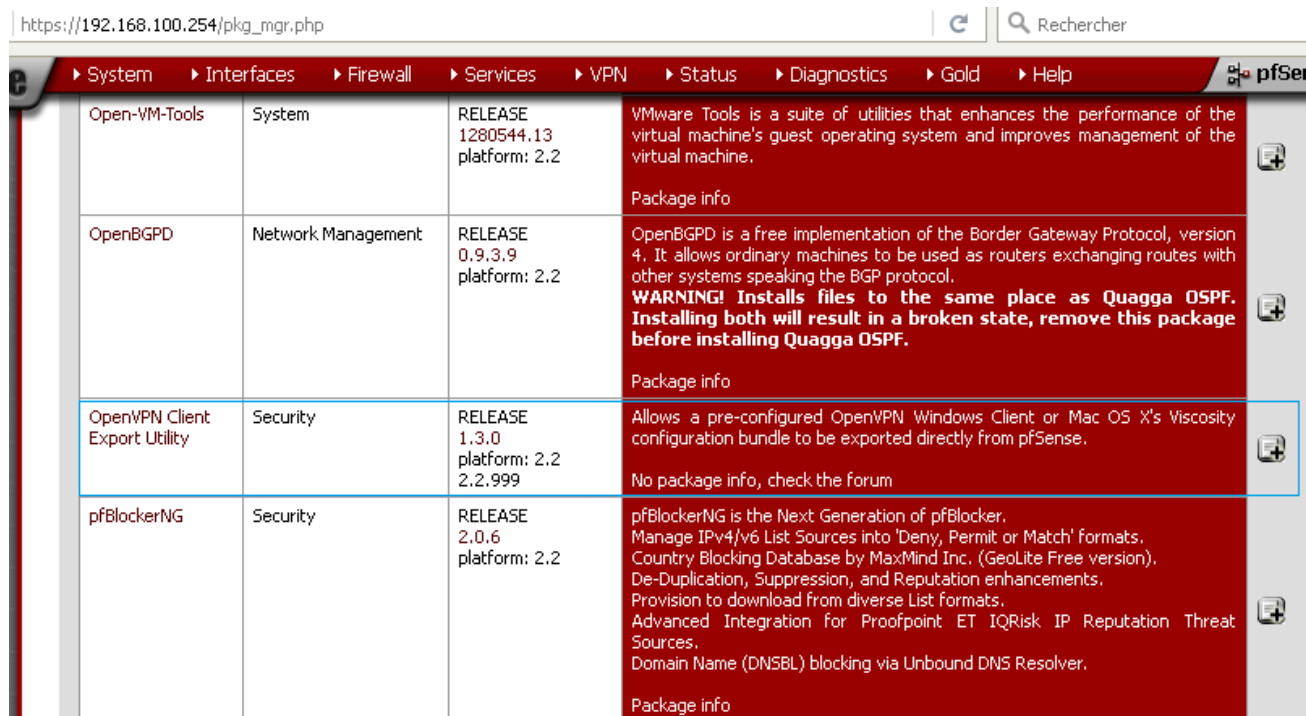 https://192.168.100.254/pkg_mgr.php
Rechercher
System Interfaces Firewall Services VPN Status Diagnostics Gold Help
Open-VM-Tools
System
RELEASE
1280544.13
platform: 2.2
VMware Tools is a suite of utilities that enhances the performance of the
virtual machine's guest operating system and improves management of the
virtual machine.
Package info
OpenBGPD
Network Management
RELEASE
0.9.3.9
platform: 2.2
OpenBGPD is a free implementation of the Border Gateway Protocol, version
4. It allows ordinary machines to be used as routers exchanging routes with
other systems speaking the BGP protocol.
WARNING! Installs files to the same place as Quagga OSPF.
Installing both will result in a broken state, remove this package
before installing Quagga OSPF.
Package info
OpenVPN Client
Export Utility
Security
RELEASE
1.3.0
platform: 2.2
2.2.999
Allows a pre-configured OpenVPN Windows Client or Mac OS X's Viscosity
configuration bundle to be exported directly from pfSense.
No package info, check the forum
pfBlockerNG
Security
RELEASE
2.0.6
platform: 2.2
pfBlockerNG is the Next Generation of pfBlocker.
Manage IPv4/v6 List Sources into 'Deny, Permit or Match' formats.
Country Blocking Database by MaxMind Inc. (GeoLite Free version).
De-Duplication, Suppression, and Reputation enhancements.
Provision to download from diverse List formats.
Advanced Integration for Proofpoint ET IQRisk IP Reputation Threat
Sources.
Domain Name (DNSBL) blocking via Unbound DNS Resolver.
Package info